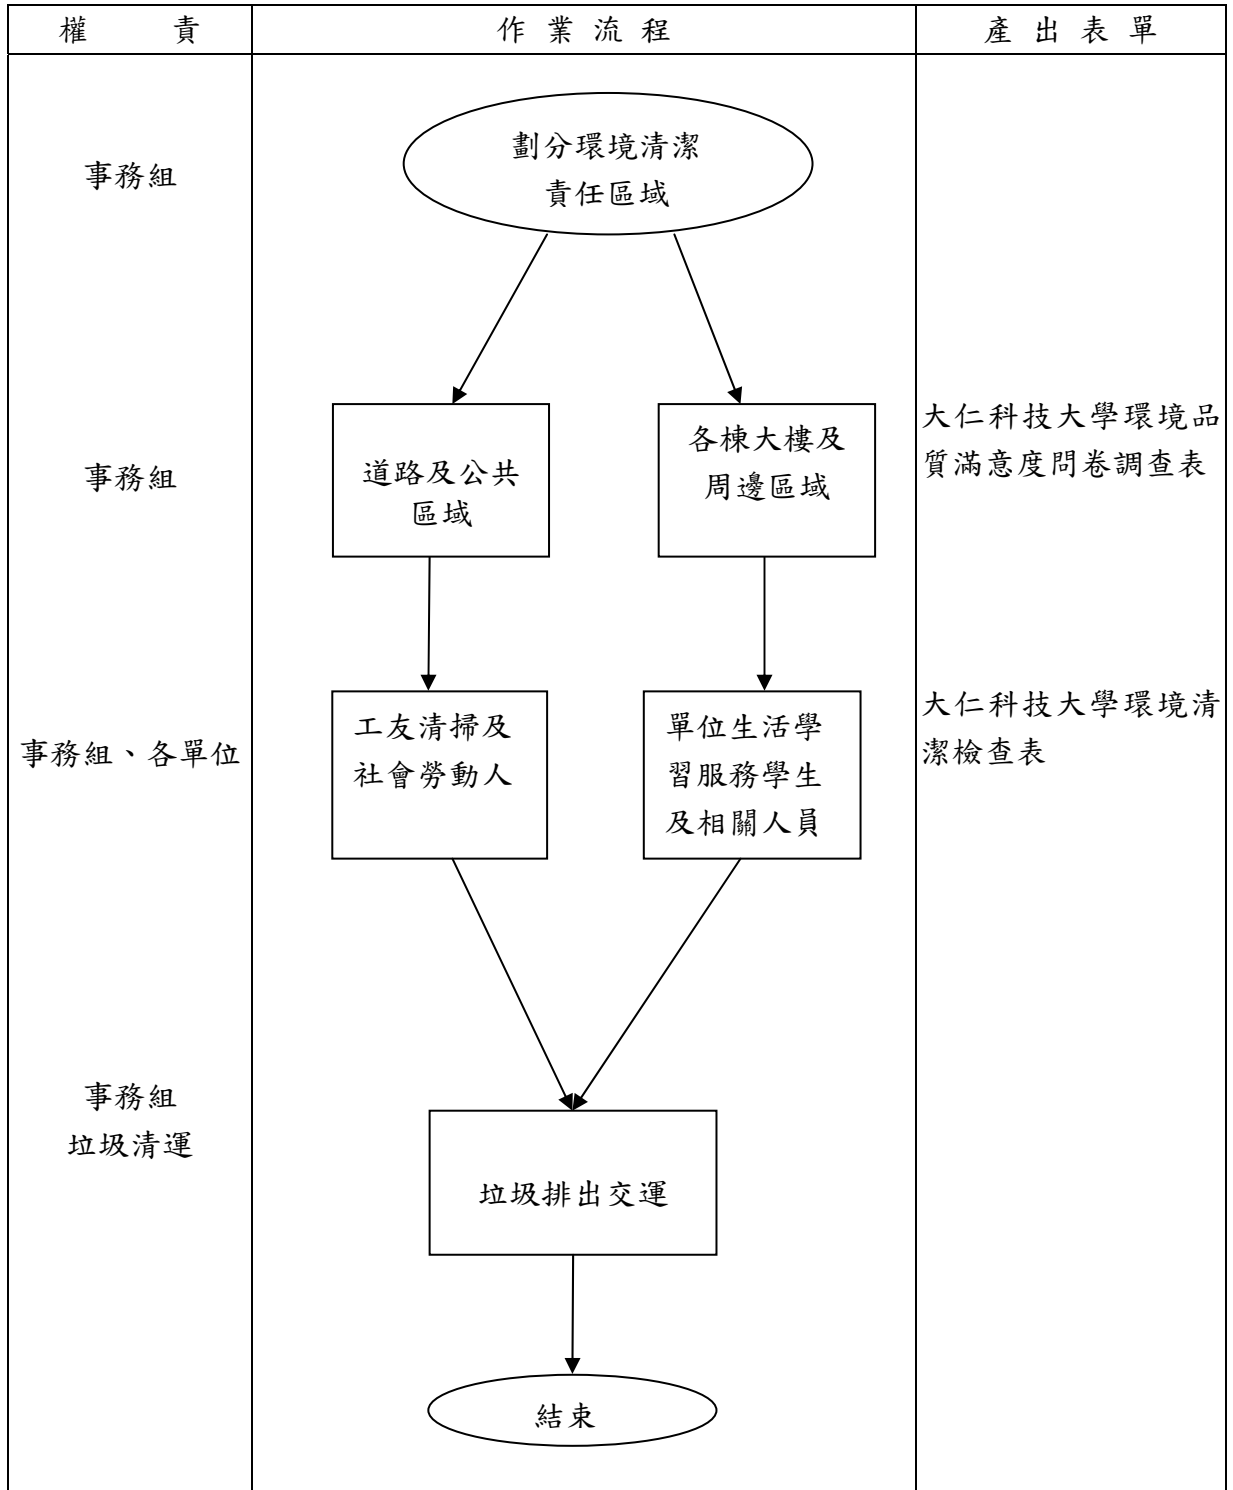 權 責
作 業 流 程
產 出 表 單
事務組
劃分環境清潔
責任區域
事務組
道路及公共
區域
各棟大樓及
周邊區域
大仁科技大學環境品
質滿意度問卷調查表
事務組、各單位
工友清掃及
社會勞動人
單位生活學
習服務學生
及相關人員
大仁科技大學環境清
潔檢查表
事務組
垃圾清運
垃圾排出交運
結束